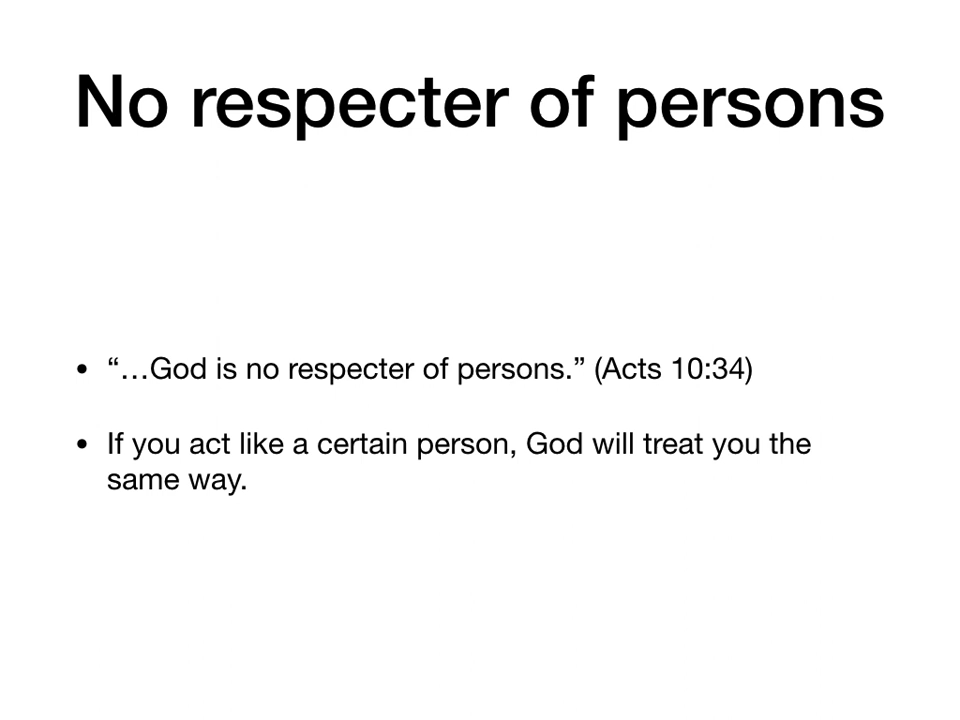 No respecter of persons
• “…God is no respecter of persons.” (Acts 10:34)
• If you act like a certain person, God will treat you the
same way.